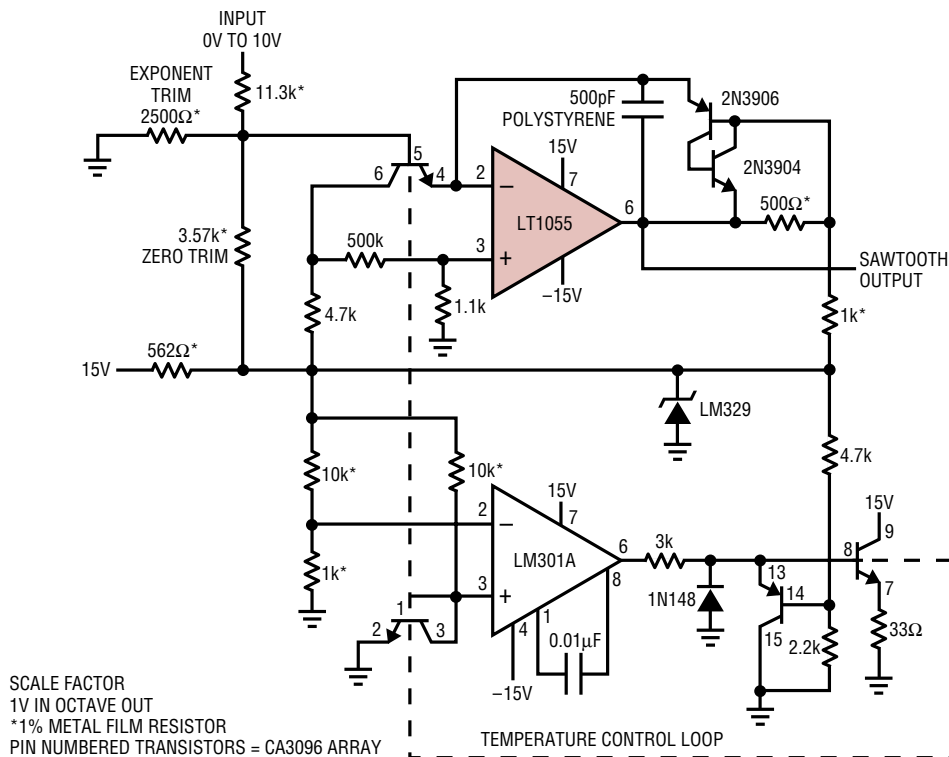 INPUT
0V TO 10V
EXPONENT
TRIM
2500Ω*
11.3k*
500pF
POLYSTYRENE
2N3906
2N3904
15V
7
5
6
4
2
−
LT1055
6
500Ω*
3.57k*
ZERO TRIM
500k
3
+
−15V
SAWTOOTH
OUTPUT
1.1k
4.7k
1k*
15V
562Ω*
LM329
10k*
10k*
4.7k
15V
7
2
−
LM301A
6
3k
15V
9
8
7
8
1k*
3
+
1
4
1N148
13
14
15
1
2
3
0.01µF
2.2k
33Ω
−15V
SCALE FACTOR
1V IN OCTAVE OUT
*1% METAL FILM RESISTOR
PIN NUMBERED TRANSISTORS = CA3096 ARRAY
TEMPERATURE CONTROL LOOP